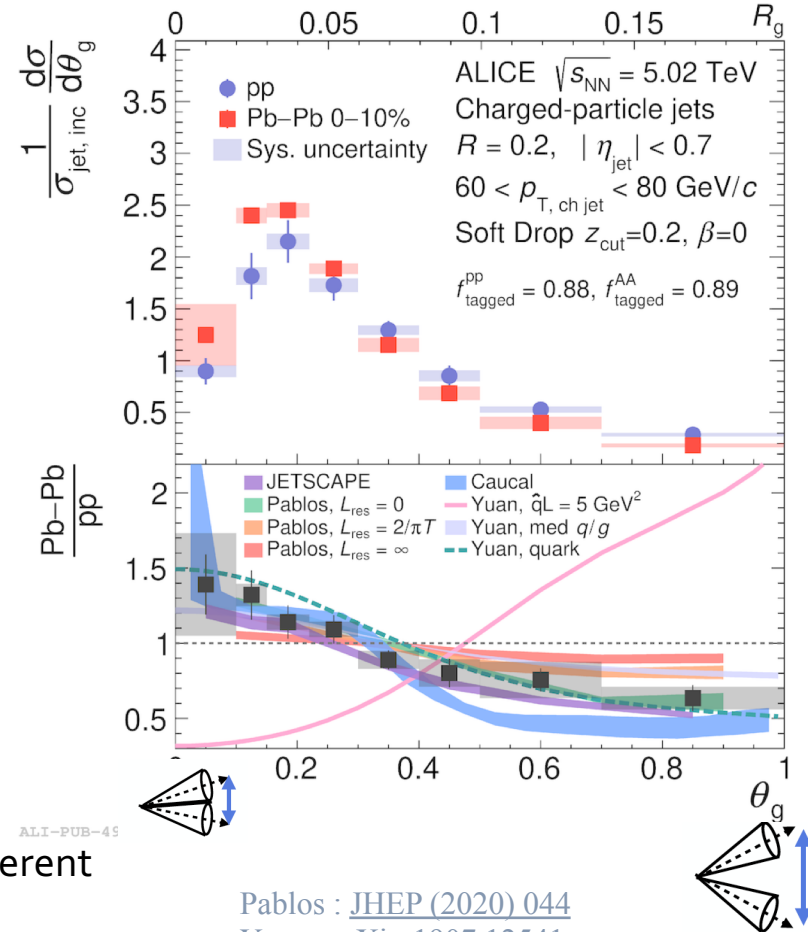 0 0.05 0.1 0.15 R_g
1/σ_jet, inc dσ/dθ_g
4
3.5
3
2.5
2
1.5
1
0.5
pp
Pb–Pb 0–10%
Sys. uncertainty
ALICE √s_NN = 5.02 TeV
Charged-particle jets
R = 0.2, | η_jet | < 0.7
60 < p_T, ch jet < 80 GeV/c
Soft Drop z_cut=0.2, β=0
f^pp_tagged = 0.88, f^AA_tagged = 0.89
Pb–Pb/pp
2
1.5
1
0.5
JETSCAPE
Pablos, L_res = 0
Pablos, L_res = 2/πT
Pablos, L_res = ∞
Caucal
Yuan, q̂L = 5 GeV²
Yuan, med q/g
Yuan, quark
0.2 0.4 0.6 0.8 1
θ_g
ALI-PUB-49
erent
Pablos : JHEP (2020) 044